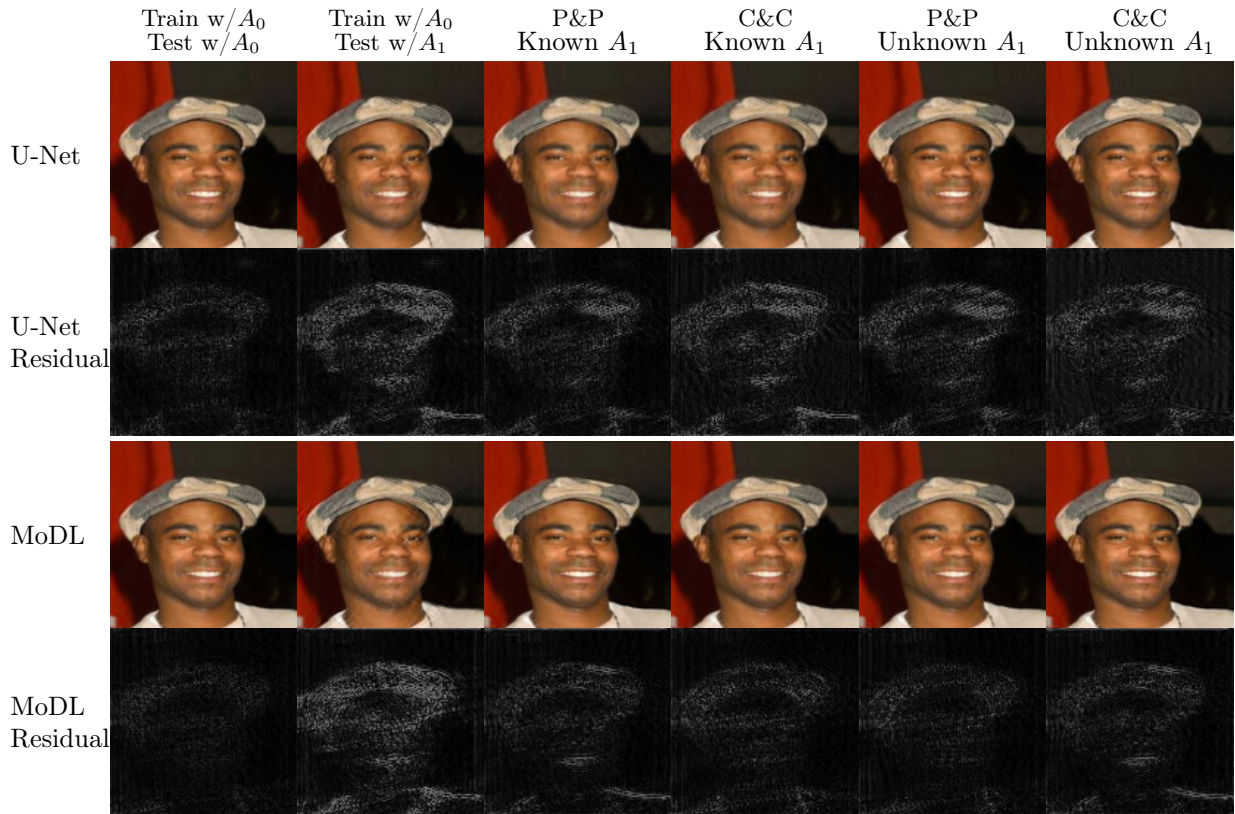 Train w/A₀ Train w/A₀ P&P C&C P&P C&C
Test w/A₀ Test w/A₁ Known A₁ Known A₁ Unknown A₁ Unknown A₁
U-Net
U-Net
Residual
MoDL
MoDL
Residual